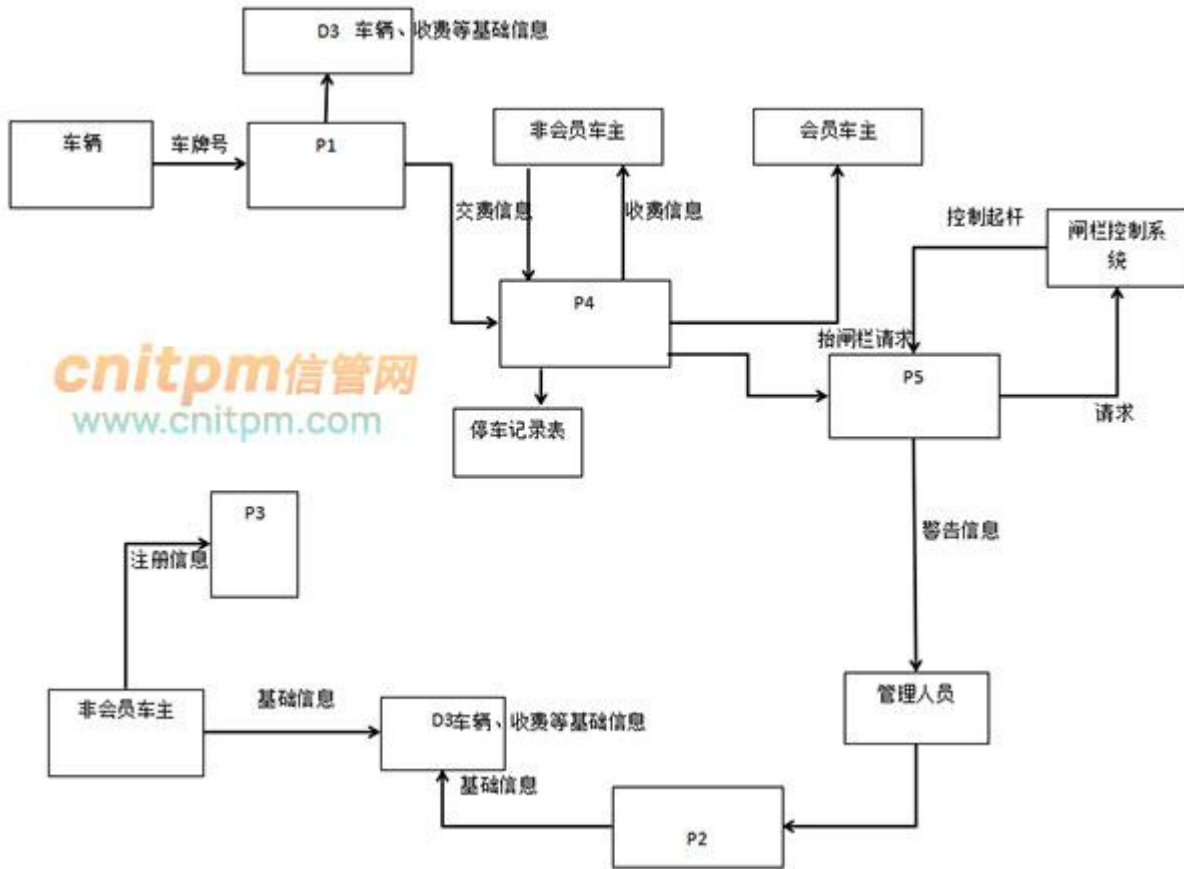 D3 车辆、收费等基础信息
车辆
车牌号
P1
非会员车主
会员车主
交费信息
收费信息
控制起杆
闸栏控制系
统
P4
抬闸栏请求
P5
cnitpm信管网
www.cnitpm.com
停车记录表
请求
P3
注册信息
警告信息
非会员车主
基础信息
D3车辆、收费等基础信息
管理人员
基础信息
P2